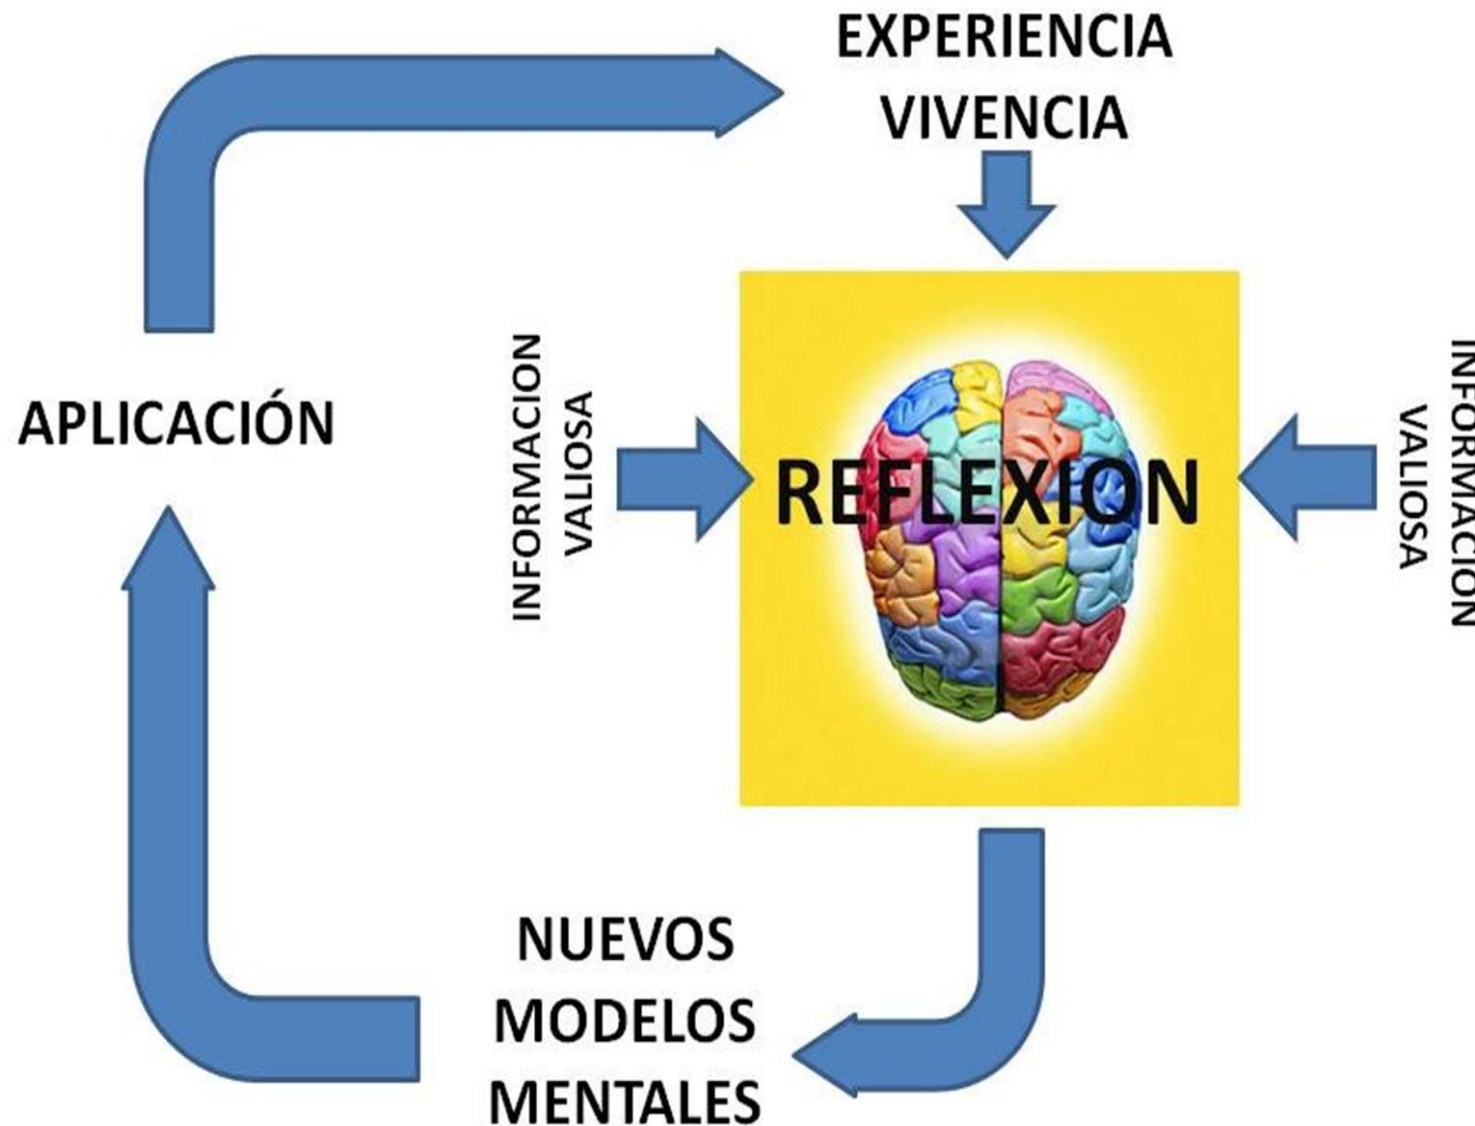 EXPERIENCIA
VIVENCIA
INFORMACION
VALIOSA
REFLEXION
INFORMACION
VALIOSA
APLICACIÓN
NUEVOS
MODELOS
MENTALES